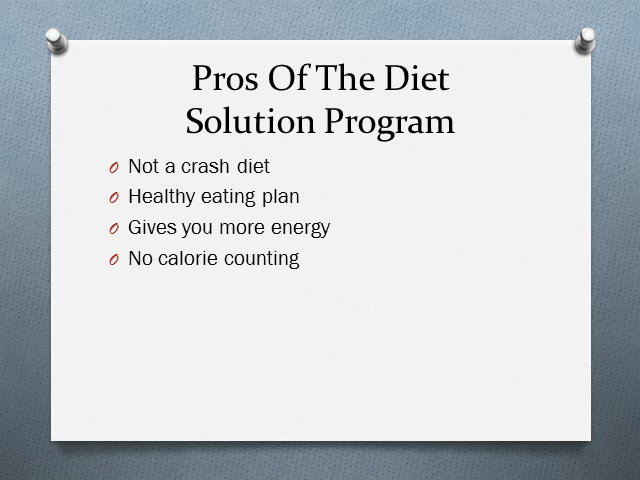 Pros Of The Diet
Solution Program
Not a crash diet
Healthy eating plan
Gives you more energy
No calorie counting